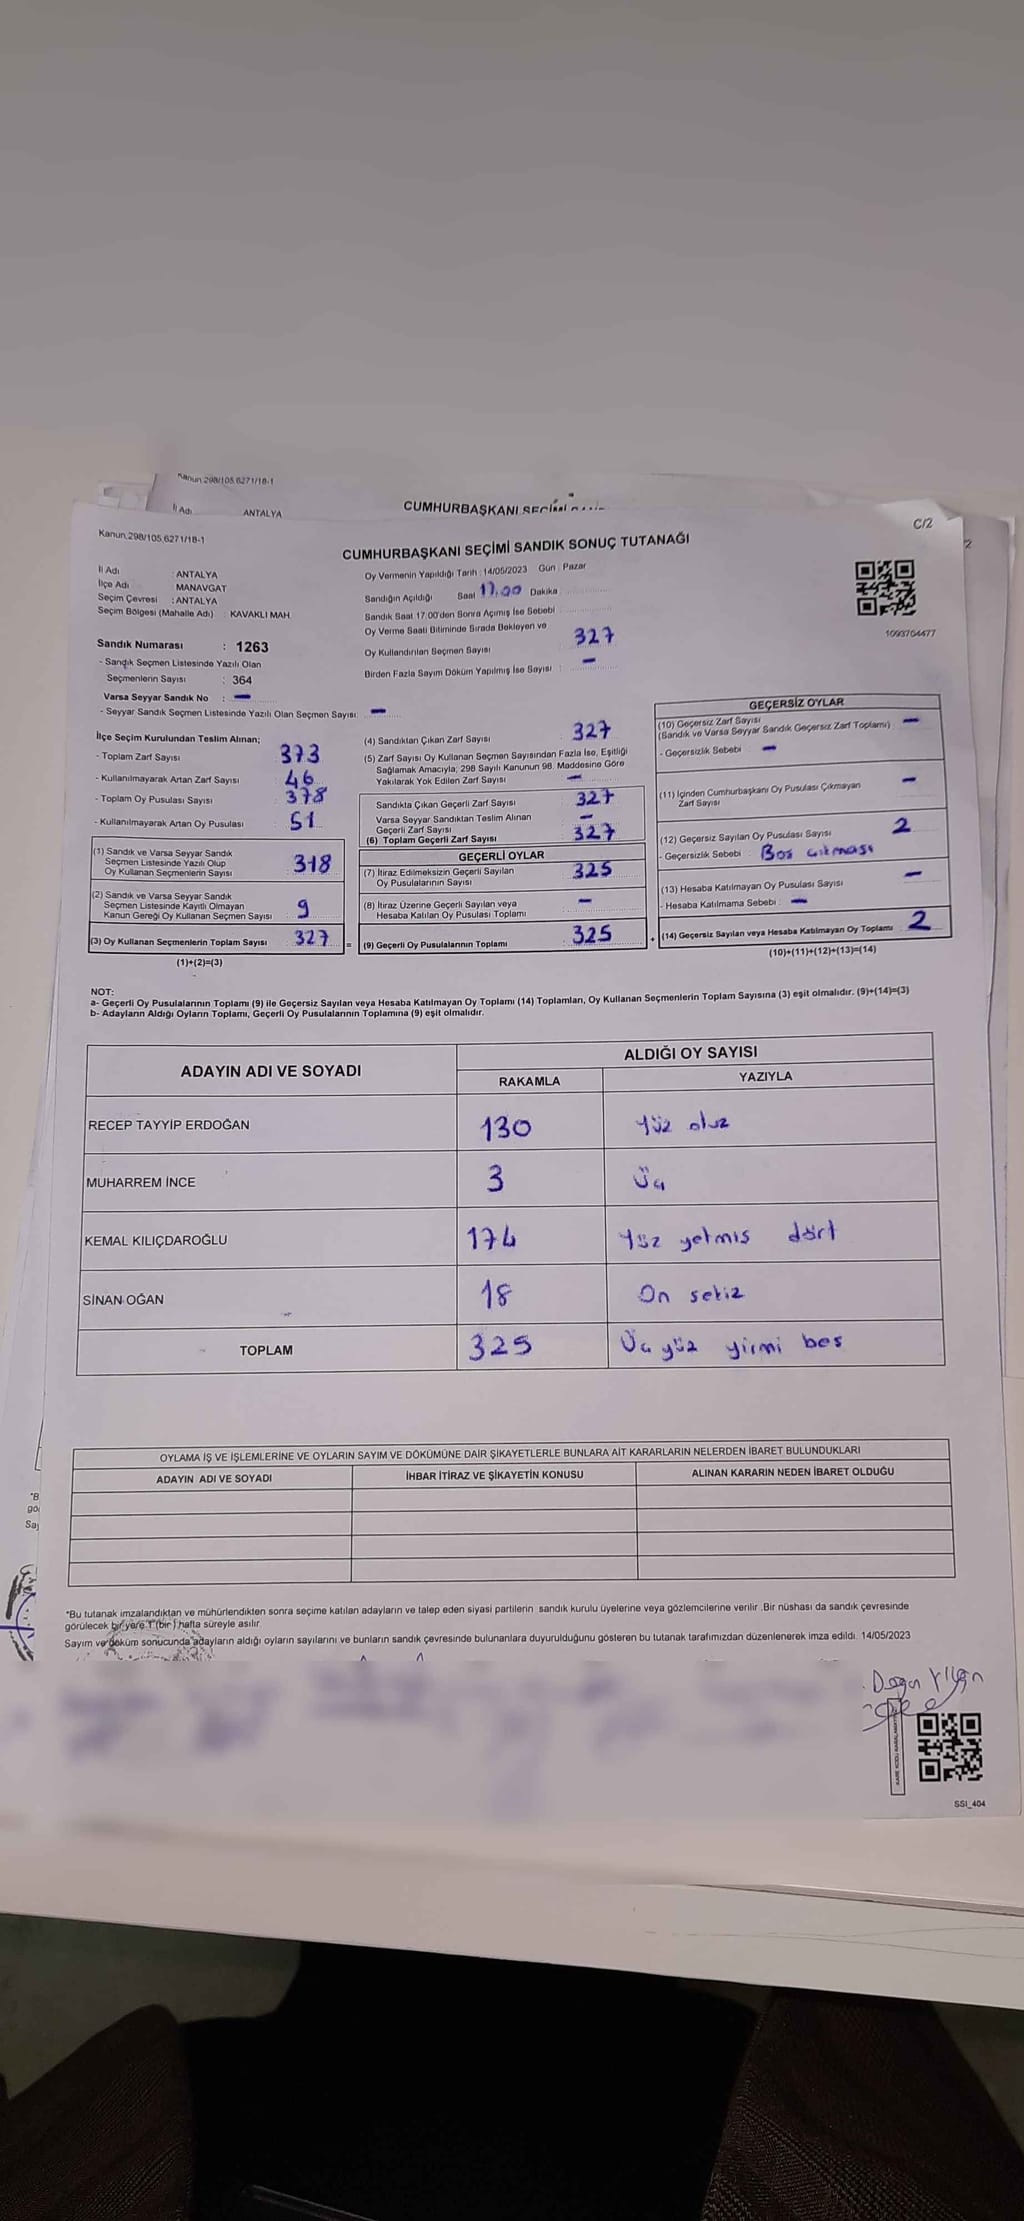 Kanun,298/105,6271/18-1
İl Adı ANTALYA
CUMHURBAŞKANI
C/2
Kanun,298/105,6271/18-1
CUMHURBAŞKANI SEÇİMİ SANDIK SONUÇ TUTANAĞI
İl Adı : ANTALYA
İlçe Adı : MANAVGAT
Seçim Çevresi : ANTALYA
Seçim Bölgesi (Mahalle Adı) : KAVAKLI MAH.
Oy Vermenin Yapıldığı Tarih : 14/05/2023 Gün : Pazar
Sandığın Açıldığı Saat 17.00 Dakika :
Sandık Saat 17:00'den Sonra Açımış İse Sebebi :
Oy Verme Saati Bitiminde Sırada Bekleyen ve
Oy Kullandırılan Seçmen Sayısı : 327
Birden Fazla Sayım Döküm Yapılmış İse Sayısı : -
1093704477
Sandık Numarası : 1263
- Sandık Seçmen Listesinde Yazılı Olan
Seçmenlerin Sayısı : 364
Varsa Seyyar Sandık No : -
- Seyyar Sandık Seçmen Listesinde Yazılı Olan Seçmen Sayısı: -
İlçe Seçim Kurulundan Teslim Alınan;
- Toplam Zarf Sayısı 373
- Kullanılmayarak Artan Zarf Sayısı 46
- Toplam Oy Pusulası Sayısı 378
- Kullanılmayarak Artan Oy Pusulası 51
(1) Sandık ve Varsa Seyyar Sandık
Seçmen Listesinde Yazılı Olup
Oy Kullanan Seçmenlerin Sayısı 318
(2) Sandık ve Varsa Seyyar Sandık
Seçmen Listesinde Kayıtlı Olmayan
Kanun Gereği Oy Kullanan Seçmen Sayısı 9
(3) Oy Kullanan Seçmenlerin Toplam Sayısı 327 =
(1)+(2)=(3)
(4) Sandıktan Çıkan Zarf Sayısı : 327
(5) Zarf Sayısı Oy Kullanan Seçmen Sayısından Fazla İse, Eşitliği
Sağlamak Amacıyla; 298 Sayılı Kanunun 98. Maddesine Göre
Yakılarak Yok Edilen Zarf Sayısı -
Sandıkta Çıkan Geçerli Zarf Sayısı 327
Varsa Seyyar Sandıktan Teslim Alınan
Geçerli Zarf Sayısı -
(6) Toplam Geçerli Zarf Sayısı 327
GEÇERLİ OYLAR
(7) İtiraz Edilmeksizin Geçerli Sayılan
Oy Pusulalarının Sayısı 325
(8) İtiraz Üzerine Geçerli Sayılan veya
Hesaba Katılan Oy Pusulası Toplamı -
(9) Geçerli Oy Pusulalarının Toplamı 325 +
GEÇERSİZ OYLAR
(10) Geçersiz Zarf Sayısı
(Sandık ve Varsa Seyyar Sandık Geçersiz Zarf Toplamı) -
- Geçersizlik Sebebi : -
(11) İçinden Cumhurbaşkanı Oy Pusulası Çıkmayan
Zarf Sayısı -
(12) Geçersiz Sayılan Oy Pusulası Sayısı 2
- Geçersizlik Sebebi : Bos çıkması
(13) Hesaba Katılmayan Oy Pusulası Sayısı -
- Hesaba Katılmama Sebebi : -
(14) Geçersiz Sayılan veya Hesaba Katılmayan Oy Toplamı : 2
(10)+(11)+(12)+(13)=(14)
NOT:
a- Geçerli Oy Pusulalarının Toplamı (9) ile Geçersiz Sayılan veya Hesaba Katılmayan Oy Toplamı (14) Toplamları, Oy Kullanan Seçmenlerin Toplam Sayısına (3) eşit olmalıdır. (9)+(14)=(3)
b- Adayların Aldığı Oyların Toplamı, Geçerli Oy Pusulalarının Toplamına (9) eşit olmalıdır.
ADAYIN ADI VE SOYADI ALDIĞI OY SAYISI
RAKAMLA YAZIYLA
RECEP TAYYİP ERDOĞAN 130 Yüz otuz
MUHARREM İNCE 3 Üç
KEMAL KILIÇDAROĞLU 174 Yüz yetmis dört
SİNAN OĞAN 18 On sekiz
TOPLAM 325 Üç yüz yirmi bes
OYLAMA İŞ VE İŞLEMLERİNE VE OYLARIN SAYIM VE DÖKÜMÜNE DAİR ŞİKAYETLERLE BUNLARA AİT KARARLARIN NELERDEN İBARET BULUNDUKLARI
ADAYIN ADI VE SOYADI İHBAR İTİRAZ VE ŞİKAYETİN KONUSU ALINAN KARARIN NEDEN İBARET OLDUĞU
*Bu tutanak imzalandıktan ve mühürlendikten sonra seçime katılan adayların ve talep eden siyasi partilerin sandık kurulu üyelerine veya gözlemcilerine verilir .Bir nüshası da sandık çevresinde
görülecek bir yere 1 (bir) hafta süreyle asılır.
Sayım ve döküm sonucunda adayların aldığı oyların sayılarını ve bunların sandık çevresinde bulunanlara duyurulduğunu gösteren bu tutanak tarafımızdan düzenlenerek imza edildi. 14/05/2023
SSI_404